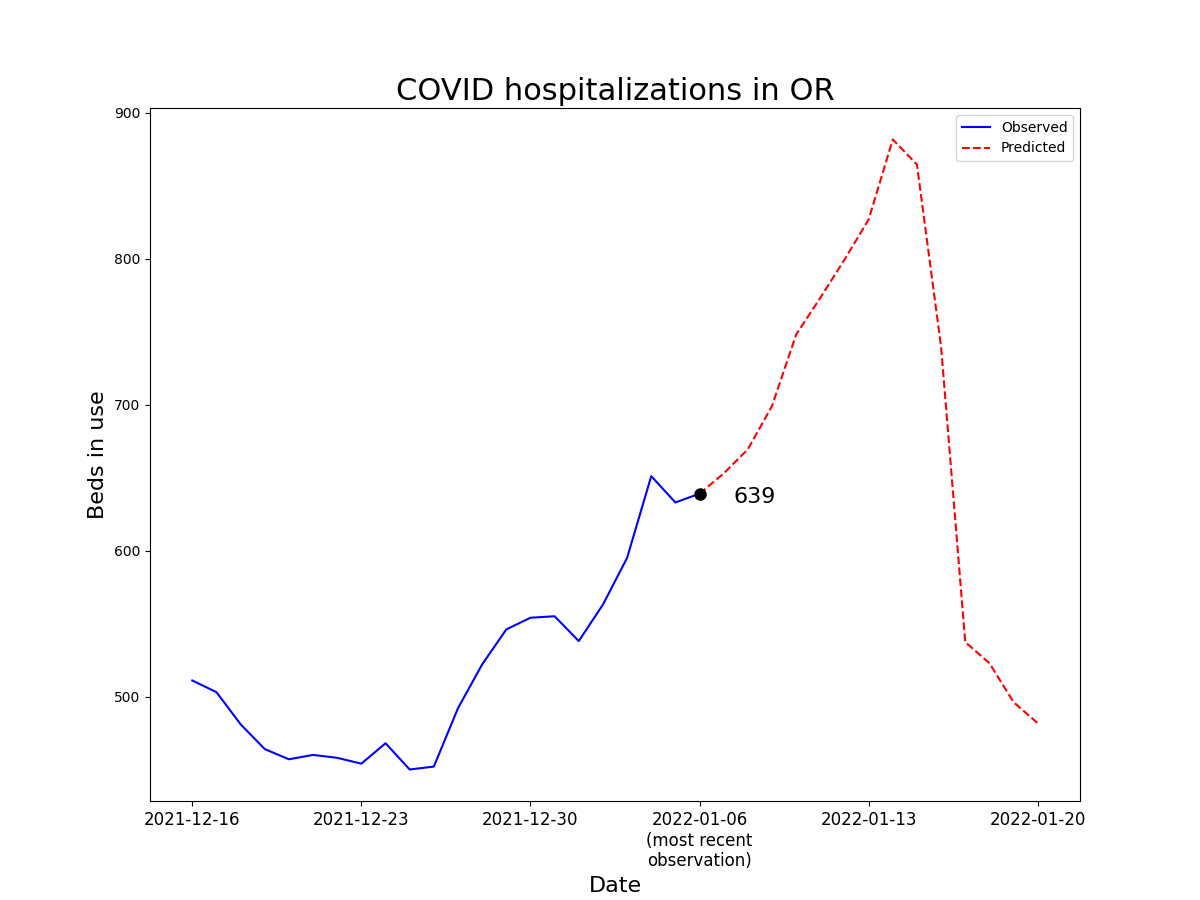 COVID hospitalizations in OR
Observed
Predicted
900
800
700
600
500
Beds in use
639
2021-12-16
2021-12-23
2021-12-30
2022-01-06
(most recent
observation)
2022-01-13
2022-01-20
Date